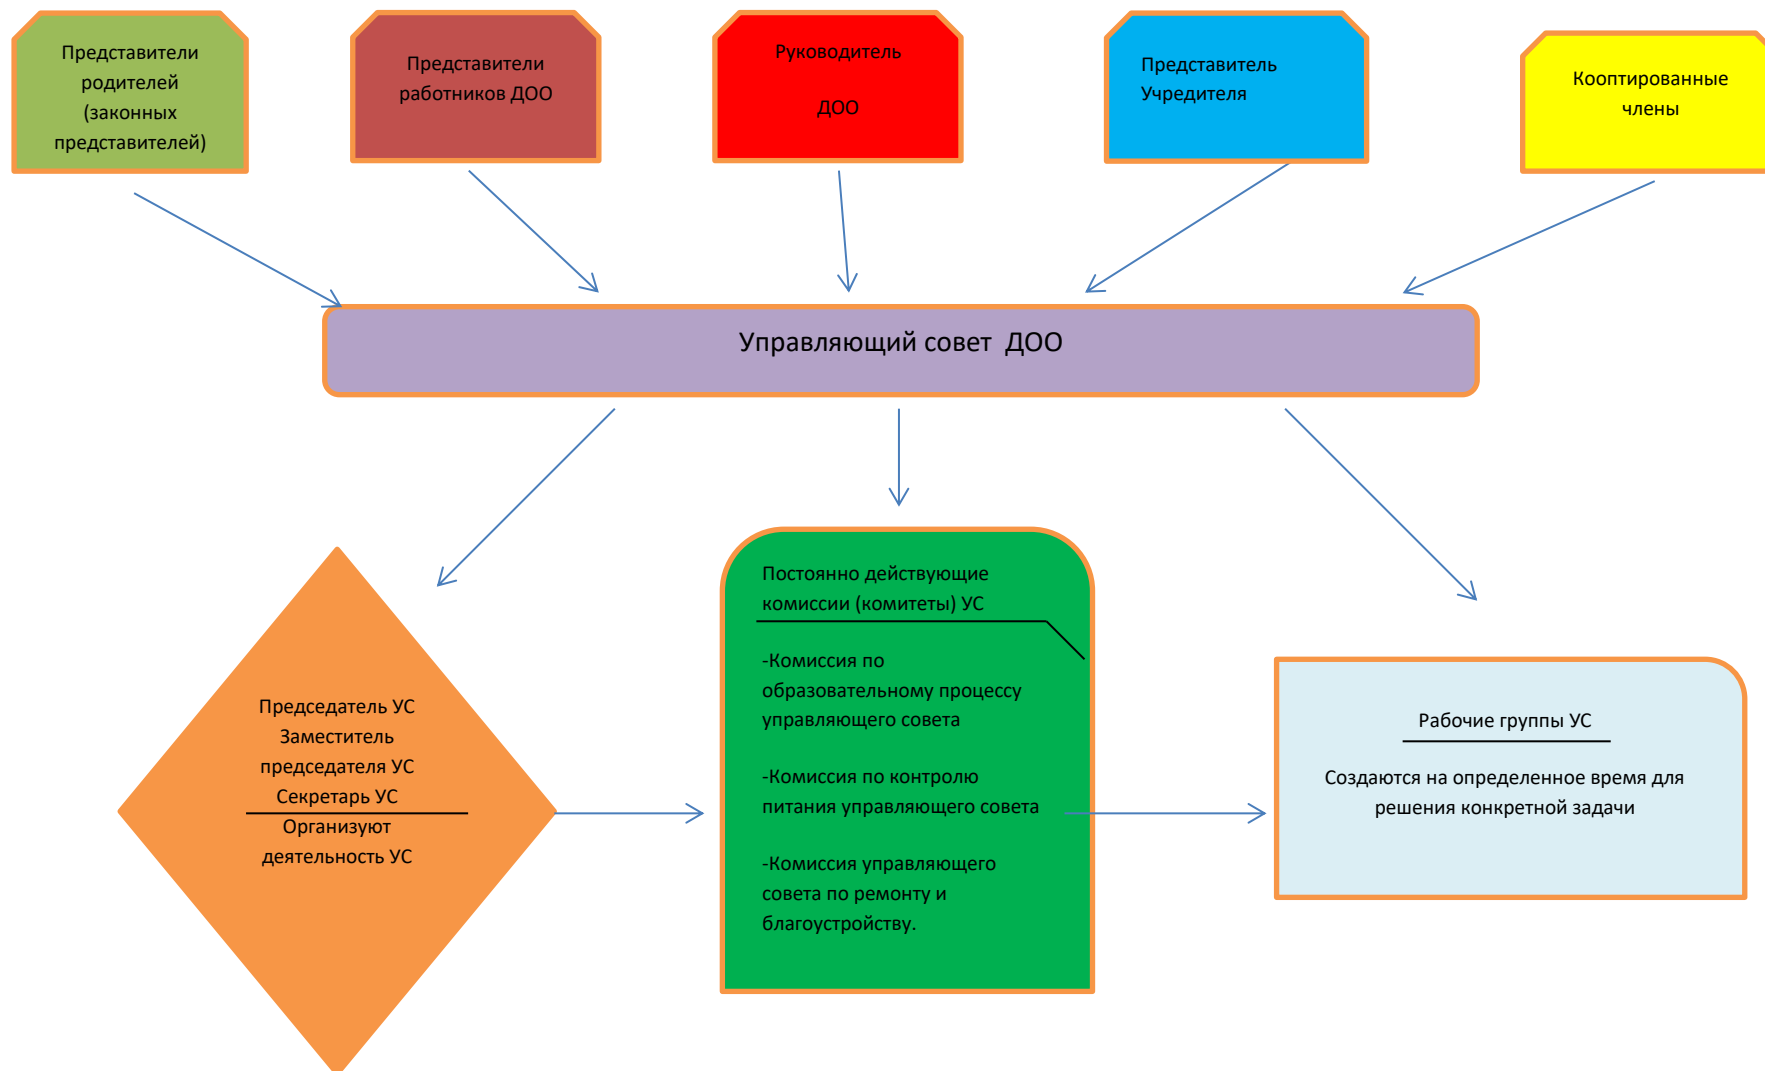 Представители
родителей
(законных
представителей)
Представители
работников ДОО
Руководитель
ДОО
Представитель
Учредителя
Кооптированные
члены
Управляющий совет  ДОО
Председатель УС
Заместитель
председателя УС
Секретарь УС
Организуют
деятельность УС
Постоянно действующие
комиссии (комитеты) УС
-Комиссия по
образовательному процессу
управляющего совета
-Комиссия по контролю
питания управляющего совета
-Комиссия управляющего
совета по ремонту и
благоустройству.
Рабочие группы УС
Создаются на определенное время для
решения конкретной задачи